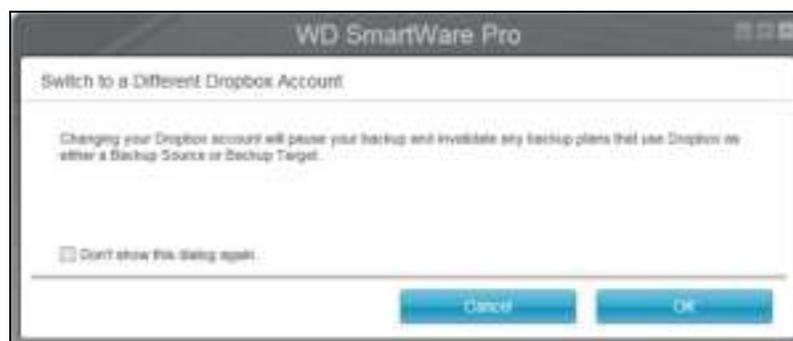 WD SmartWare Pro
Switch to a Different Dropbox Account
Changing your Dropbox account will pause your backup and invalidate any backup plans that use Dropbox as
either a Backup Source or Backup Target.
Don't show this dialog again.
Cancel
OK